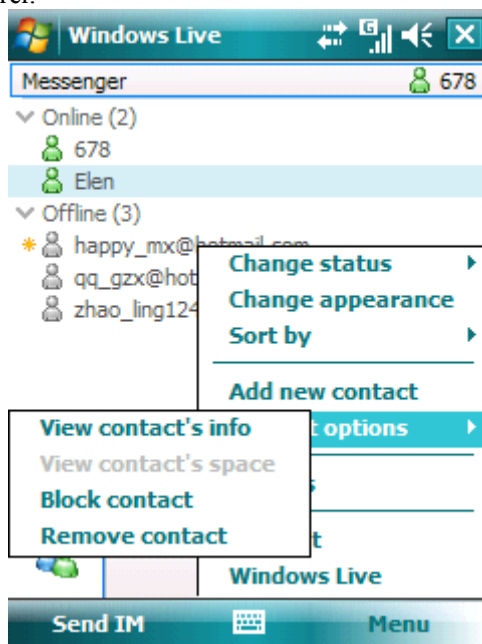 Windows Live
Messenger 678
Online (2)
678
Elen
Offline (3)
happy_mx@hotmail.com
qq_gzx@hot
zhao_ling124
Change status
Change appearance
Sort by
Add new contact
options
View contact's info
View contact's space
Block contact
Remove contact
Windows Live
Send IM
Menu